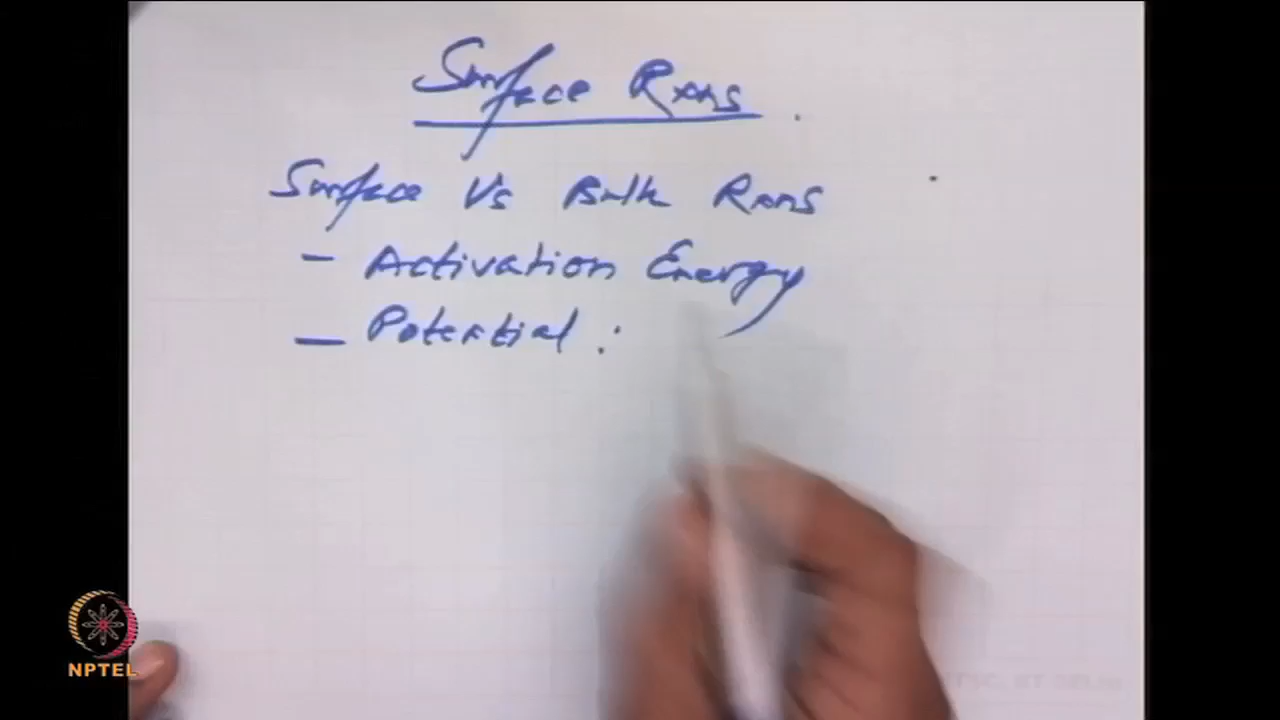 Surface Rxns
Surface Vs Bulk Rxns
- Activation Energy
- Potential :
NPTEL